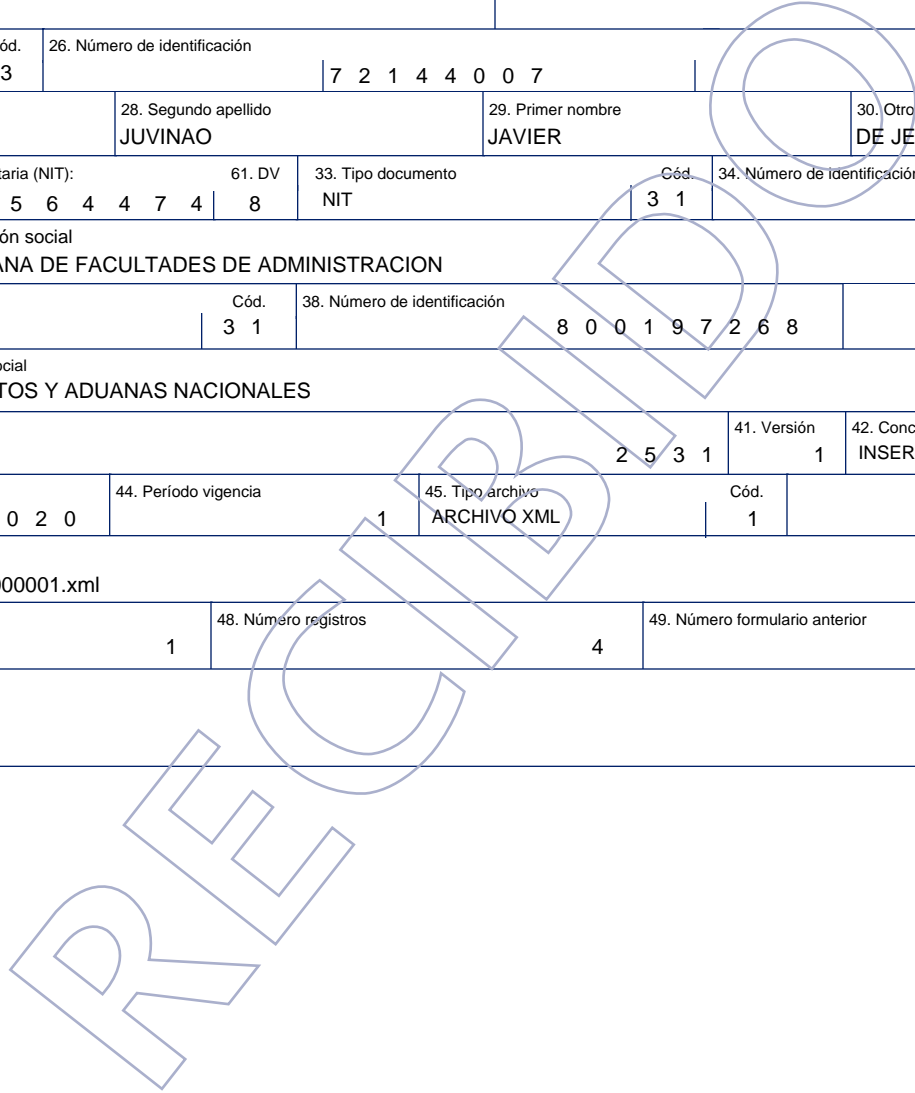 ód. 26. Número de identificación
3 7 2 1 4 4 0 0 7
28. Segundo apellido 29. Primer nombre 30. Otro
JUVINAO JAVIER DE JE
taria (NIT): 61. DV 33. Tipo documento Cód. 34. Número de identificación
5 6 4 4 7 4 8 NIT 3 1
ón social
ANA DE FACULTADES DE ADMINISTRACION
Cód. 38. Número de identificación
3 1 8 0 0 1 9 7 2 6 8
ocial
TOS Y ADUANAS NACIONALES
41. Versión 42. Conc
2 5 3 1 1 INSER
44. Período vigencia 45. Tipo archivo Cód.
0 2 0 1 ARCHIVO XML 1
000001.xml
48. Número registros 49. Número formulario anterior
1 4
RECIBIDO